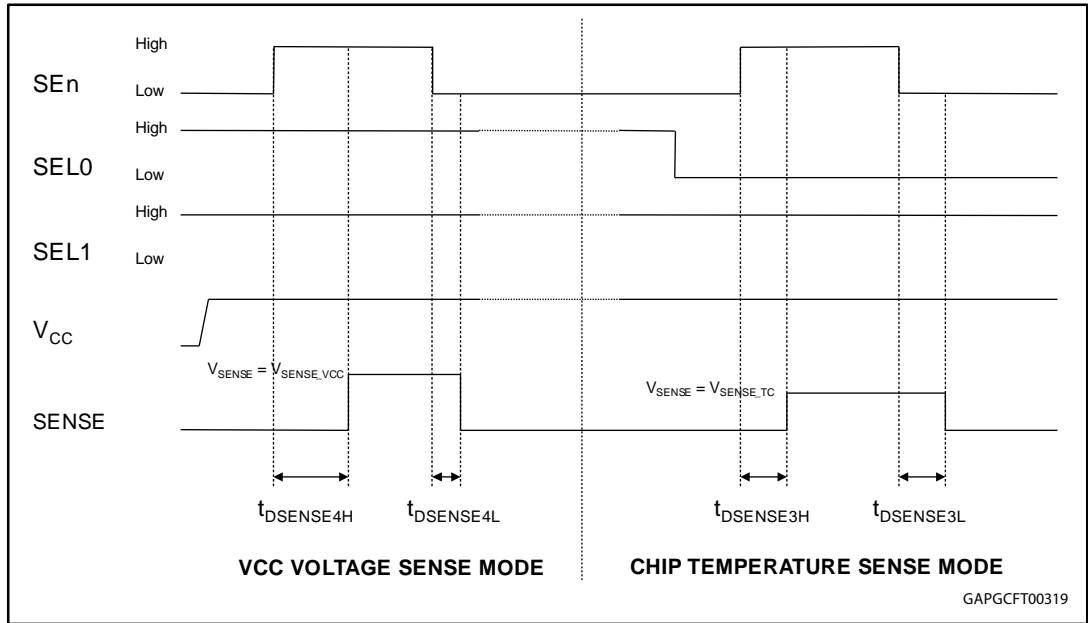 High
SEn
Low
High
SEL0
Low
High
SEL1
Low
VCC
VSENSE = VSENSE_VCC
VSENSE = VSENSE_TC
SENSE
tDSENSE4H tDSENSE4L tDSENSE3H tDSENSE3L
VCC VOLTAGE SENSE MODE CHIP TEMPERATURE SENSE MODE
GAPGCFT00319